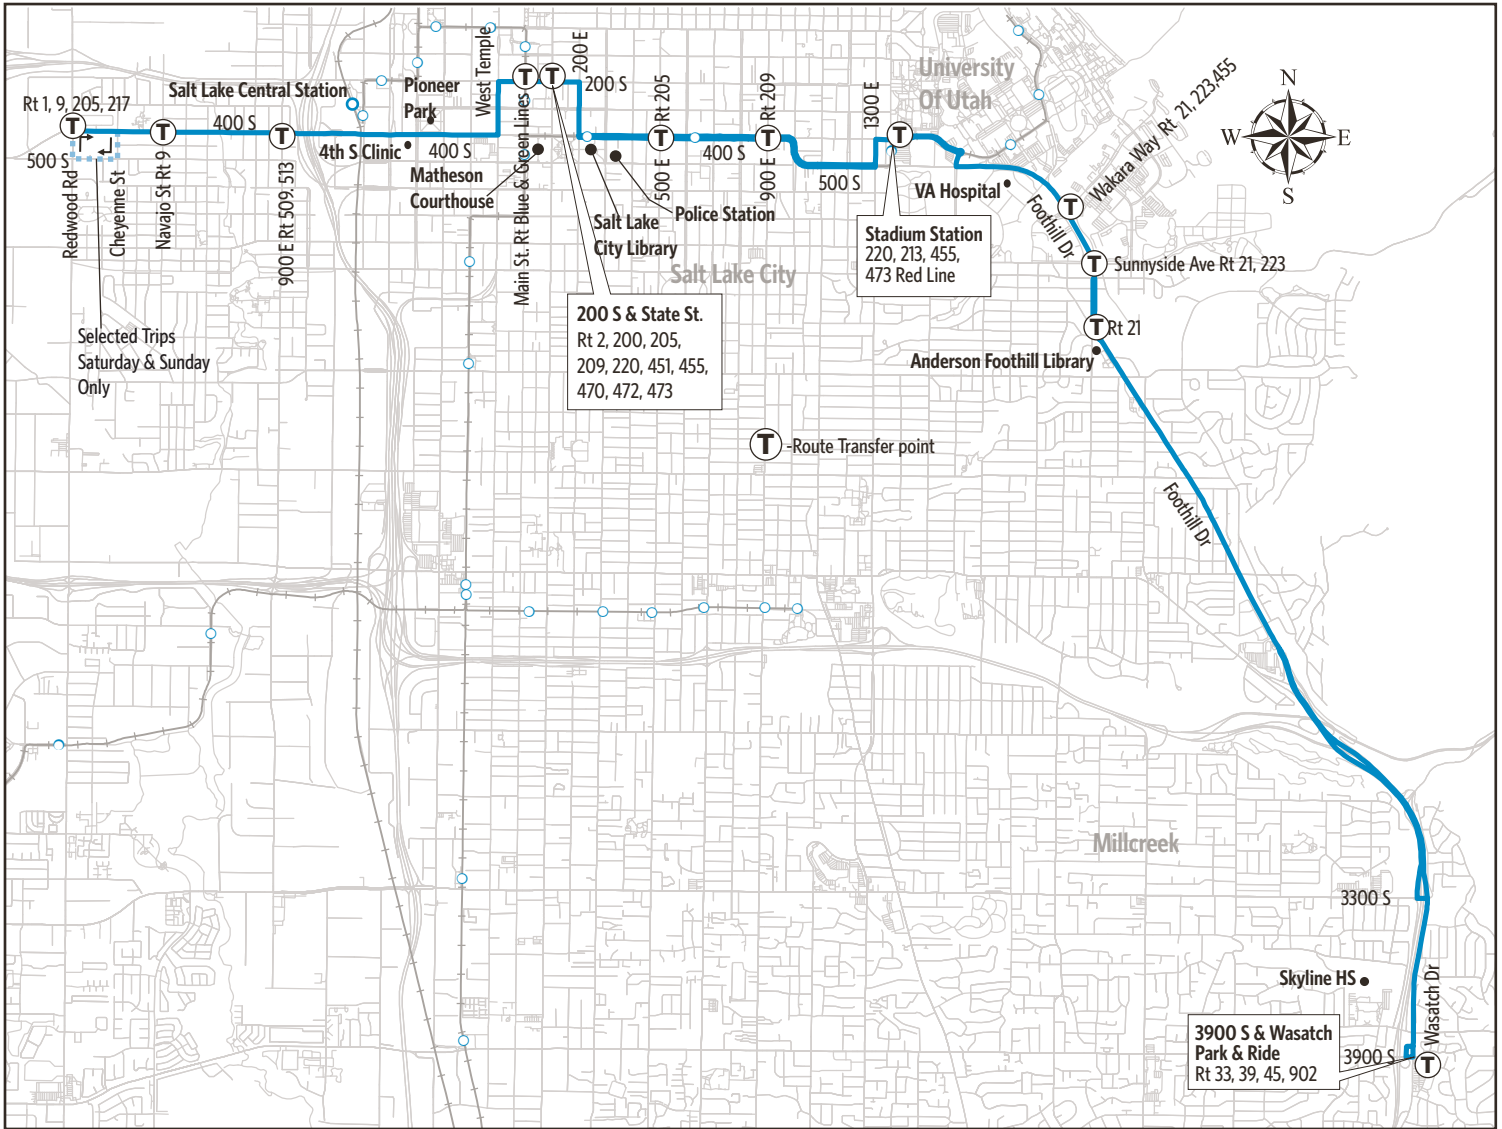 Rt 1, 9, 205, 217
500 S
Redwood Rd
Cheyenne St
Navajo St Rt 9
400 S
900 E Rt 509. 513
Selected Trips
Saturday & Sunday
Only
Salt Lake Central Station
Pioneer
Park
4th S Clinic
400 S
West Temple
Matheson
Courthouse
Main St. Rt Blue & Green Lines
200 E
200 S
Salt Lake
City Library
Police Station
500 E
Rt 205
400 S
900 E
Rt 209
500 S
1300 E
University
Of Utah
Salt Lake City
200 S & State St.
Rt 2, 200, 205,
209, 220, 451, 455,
470, 472, 473
Stadium Station
220, 213, 455,
473 Red Line
VA Hospital
Wakara Way Rt 21, 223,455
Foothill Dr
Sunnyside Ave Rt 21, 223
T
Rt 21
Anderson Foothill Library
N
W
E
S
T
-Route Transfer point
Foothill Dr
Millcreek
3300 S
Skyline HS
Wasatch Dr
3900 S & Wasatch
Park & Ride
Rt 33, 39, 45, 902
3900 S
T
T
T
T
T
T
T
T
T
T
T